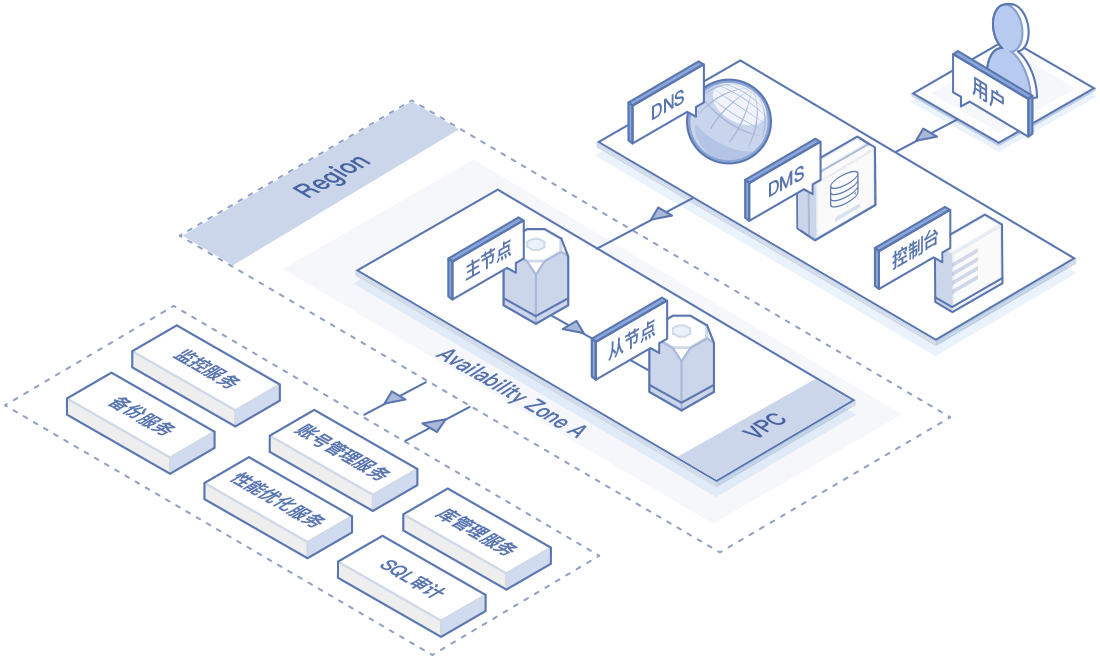 用户
DNS
DMS
控制台
Region
主节点
从节点
Availability Zone A
VPC
监控服务
备份服务
账号管理服务
性能优化服务
库管理服务
SQL审计